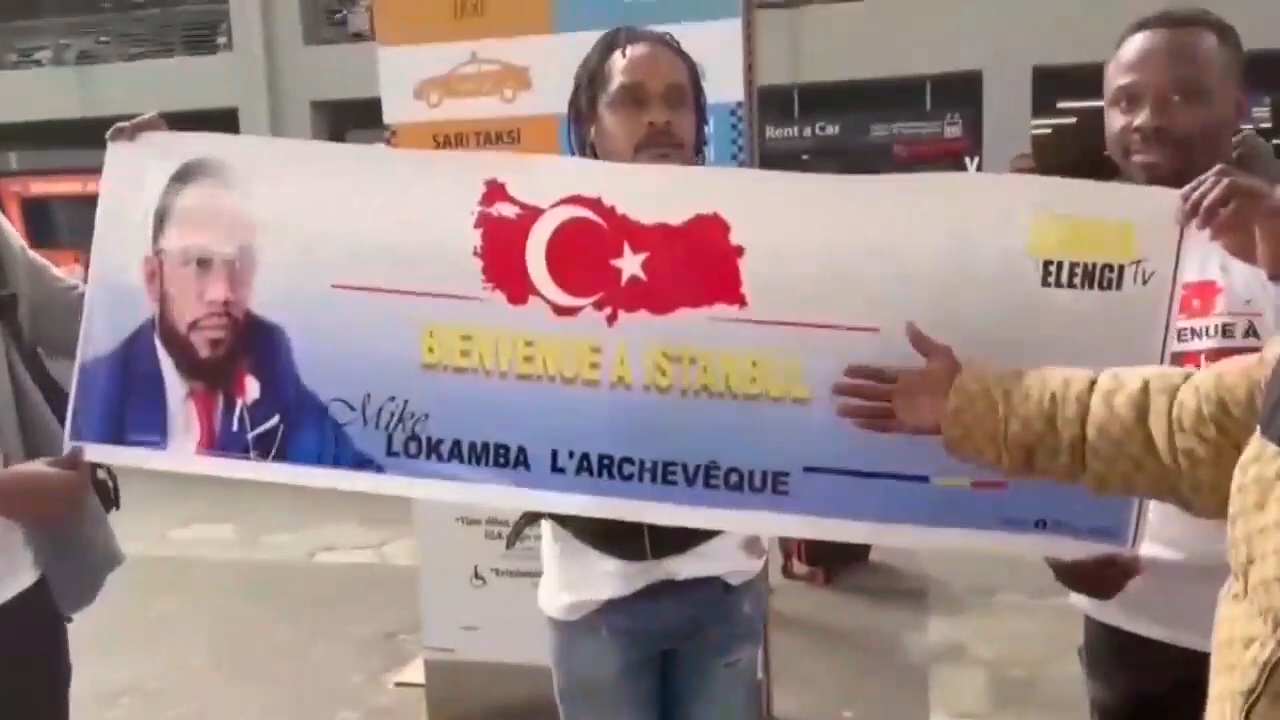 SARI TAKSİ
Rent a Car
ELENGI Tv
BIENVENUE A ISTANBUL
ENUE À
Mike
LOKAMBA L'ARCHEVÊQUE